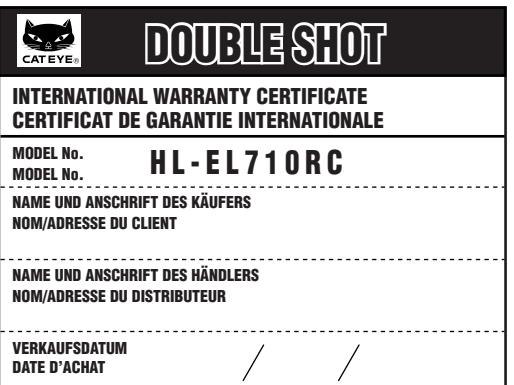 CATEYE®
DOUBLE SHOT
INTERNATIONAL WARRANTY CERTIFICATE
CERTIFICAT DE GARANTIE INTERNATIONALE
MODEL No.
MODEL No.
HL-EL710RC
NAME UND ANSCHRIFT DES KÄUFERS
NOM/ADRESSE DU CLIENT
NAME UND ANSCHRIFT DES HÄNDLERS
NOM/ADRESSE DU DISTRIBUTEUR
VERKAUFSDATUM
DATE D'ACHAT / /